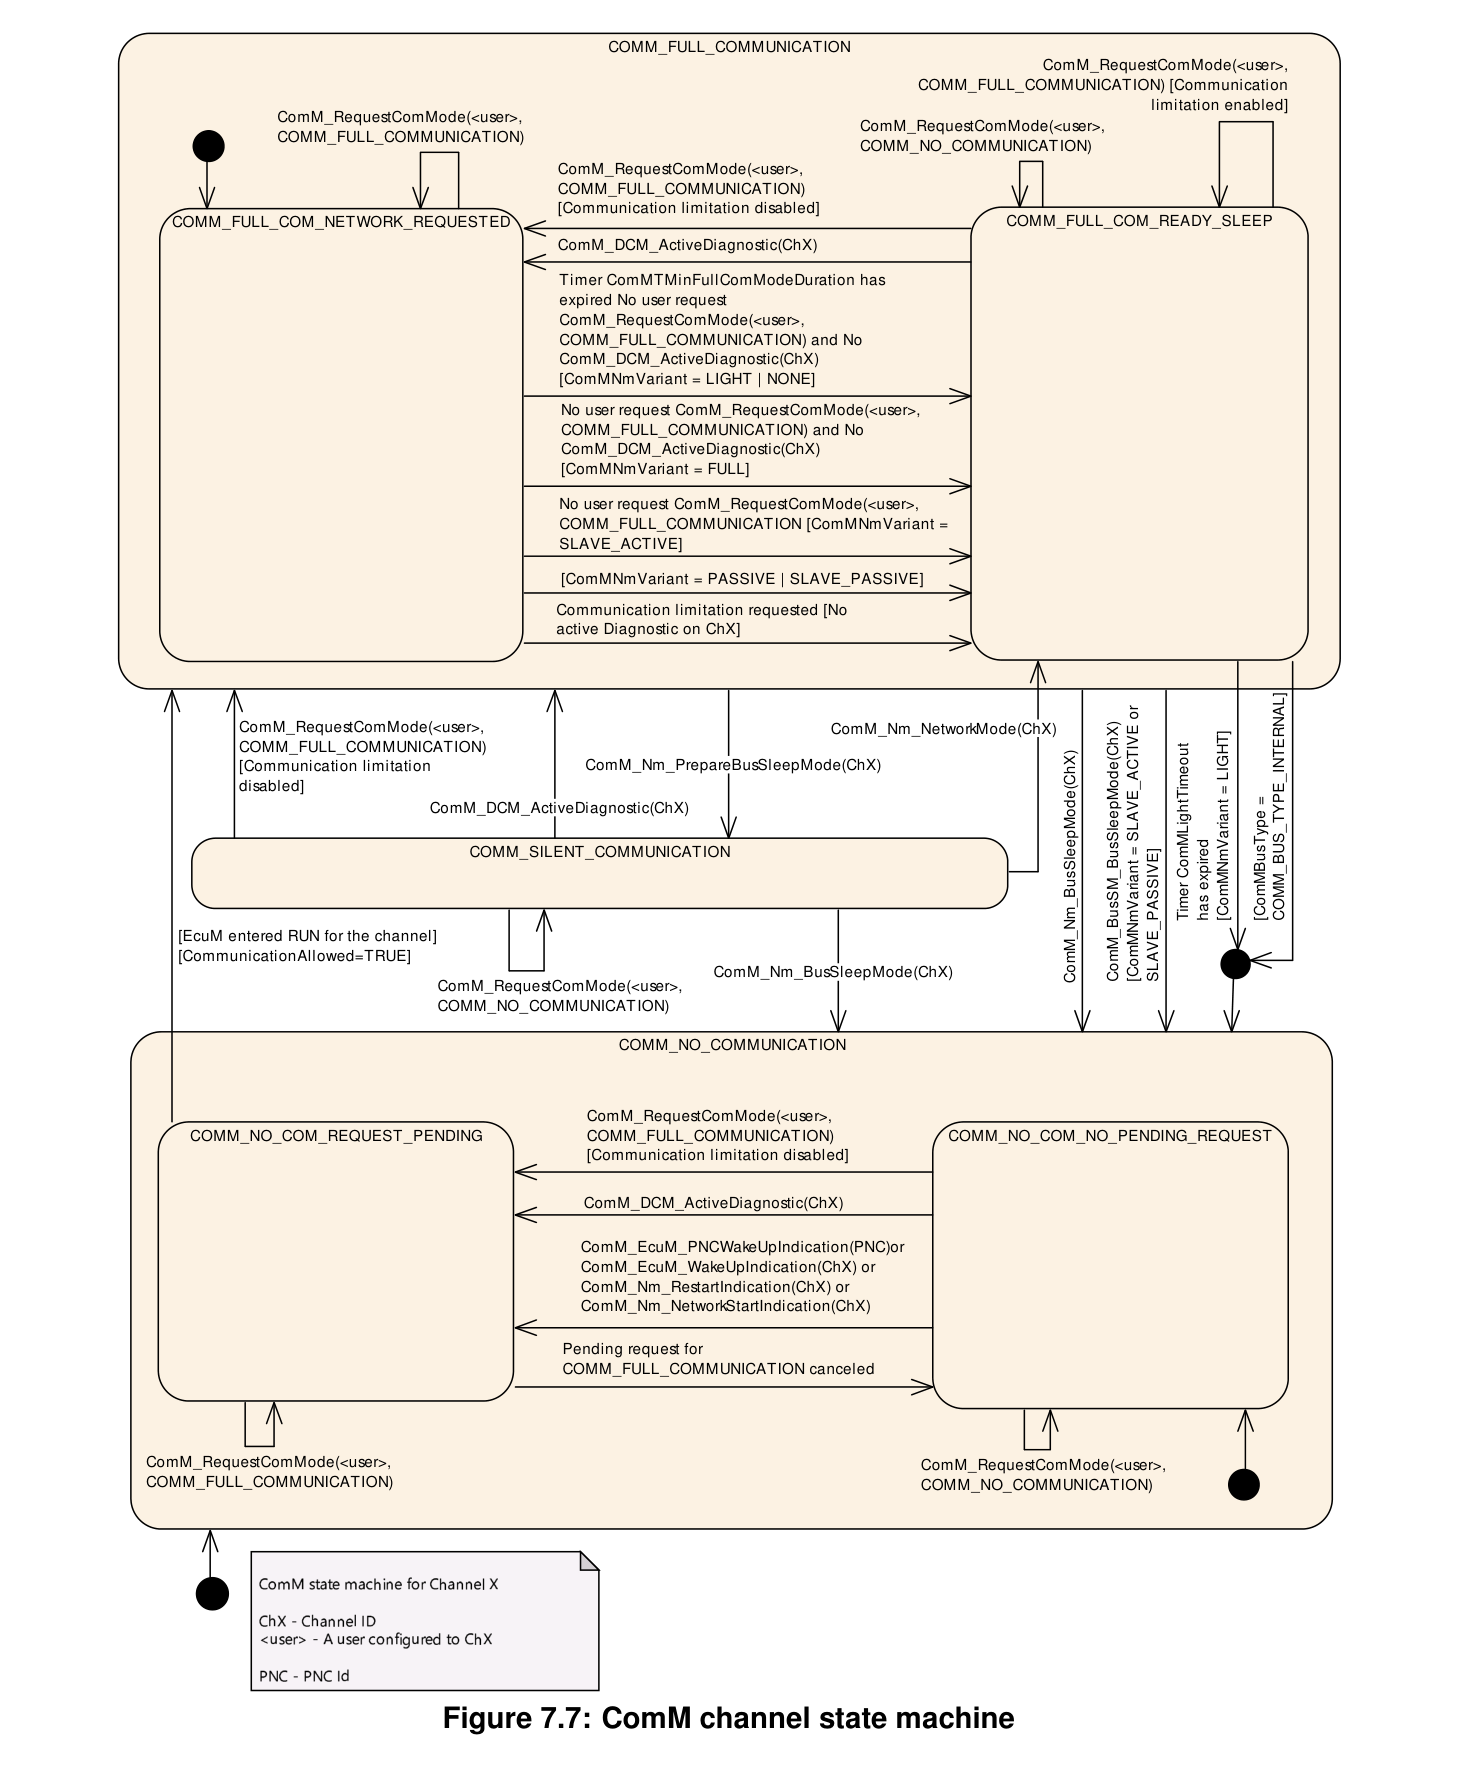 COMM_FULL_COMMUNICATION
ComM_RequestComMode(<user>,
COMM_FULL_COMMUNICATION) [Communication
limitation enabled]
ComM_RequestComMode(<user>,
COMM_FULL_COMMUNICATION)
ComM_RequestComMode(<user>,
COMM_NO_COMMUNICATION)
ComM_RequestComMode(<user>,
COMM_FULL_COMMUNICATION)
[Communication limitation disabled]
COMM_FULL_COM_NETWORK_REQUESTED
COMM_FULL_COM_READY_SLEEP
ComM_DCM_ActiveDiagnostic(ChX)
Timer ComMTMinFullComModeDuration has
expired No user request
ComM_RequestComMode(<user>,
COMM_FULL_COMMUNICATION) and No
ComM_DCM_ActiveDiagnostic(ChX)
[ComMNmVariant = LIGHT | NONE]
No user request ComM_RequestComMode(<user>,
COMM_FULL_COMMUNICATION) and No
ComM_DCM_ActiveDiagnostic(ChX)
[ComMNmVariant = FULL]
No user request ComM_RequestComMode(<user>,
COMM_FULL_COMMUNICATION [ComMNmVariant =
SLAVE_ACTIVE]
[ComMNmVariant = PASSIVE | SLAVE_PASSIVE]
Communication limitation requested [No
active Diagnostic on ChX]
ComM_RequestComMode(<user>,
COMM_FULL_COMMUNICATION)
[Communication limitation
disabled]
ComM_DCM_ActiveDiagnostic(ChX)
ComM_Nm_PrepareBusSleepMode(ChX)
ComM_Nm_NetworkMode(ChX)
ComM_Nm_BusSleepMode(ChX)
ComM_BusSM_BusSleepMode(ChX)
[ComMNmVariant = SLAVE_ACTIVE or
SLAVE_PASSIVE]
Timer ComMLightTimeout
has expired
[ComMNmVariant = LIGHT]
[ComMBusType =
COMM_BUS_TYPE_INTERNAL]
COMM_SILENT_COMMUNICATION
[EcuM entered RUN for the channel]
[CommunicationAllowed=TRUE]
ComM_RequestComMode(<user>,
COMM_NO_COMMUNICATION)
ComM_Nm_BusSleepMode(ChX)
COMM_NO_COMMUNICATION
COMM_NO_COM_REQUEST_PENDING
COMM_NO_COM_NO_PENDING_REQUEST
ComM_RequestComMode(<user>,
COMM_FULL_COMMUNICATION)
[Communication limitation disabled]
ComM_DCM_ActiveDiagnostic(ChX)
ComM_EcuM_PNCWakeUpIndication(PNC)or
ComM_EcuM_WakeUpIndication(ChX) or
ComM_Nm_RestartIndication(ChX) or
ComM_Nm_NetworkStartIndication(ChX)
Pending request for
COMM_FULL_COMMUNICATION canceled
ComM_RequestComMode(<user>,
COMM_FULL_COMMUNICATION)
ComM_RequestComMode(<user>,
COMM_NO_COMMUNICATION)
ComM state machine for Channel X
ChX - Channel ID
<user> - A user configured to ChX
PNC - PNC Id
Figure 7.7: ComM channel state machine